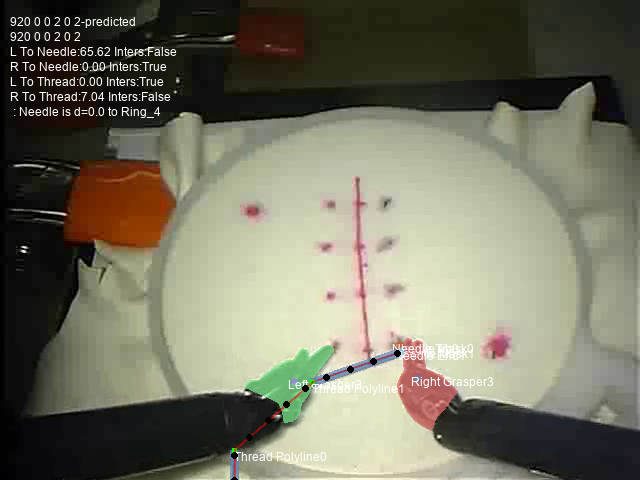 920 0 0 2 0 2-predicted
920 0 0 2 0 2
L To Needle:65.62 Inters:False
R To Needle:0.00 Inters:True
L To Thread:0.00 Inters:True
R To Thread:7.04 Inters:False
: Needle is d=0.0 to Ring_4
Right Grasper3
Thread Polyline1
Thread Polyline0